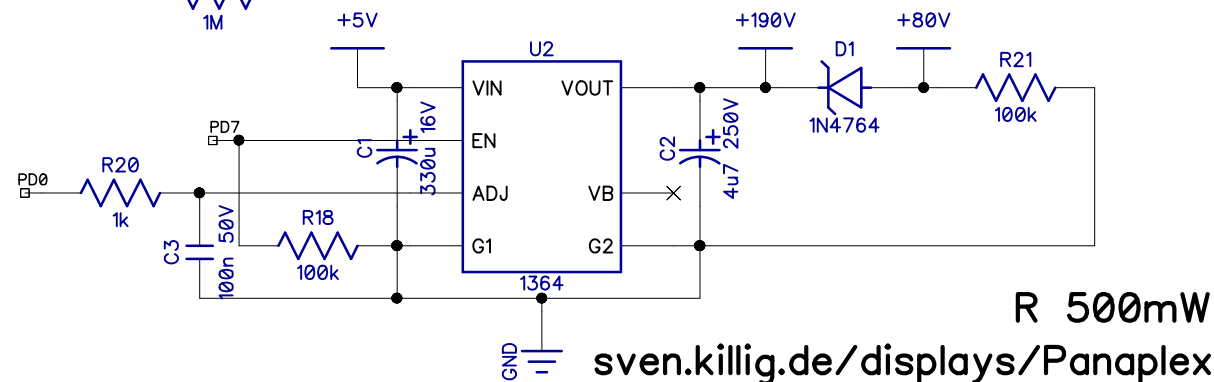 1M
+5V
+190V
+80V
U2
D1
R21
VIN
VOUT
1N4764
100k
C1
330u 16V
C2
4u7 250V
PD7
EN
PD0
R20
1k
ADJ
VB
C3
100n 50V
R18
100k
G1
G2
1364
GND
R 500mW
sven.killig.de/displays/Panaplex